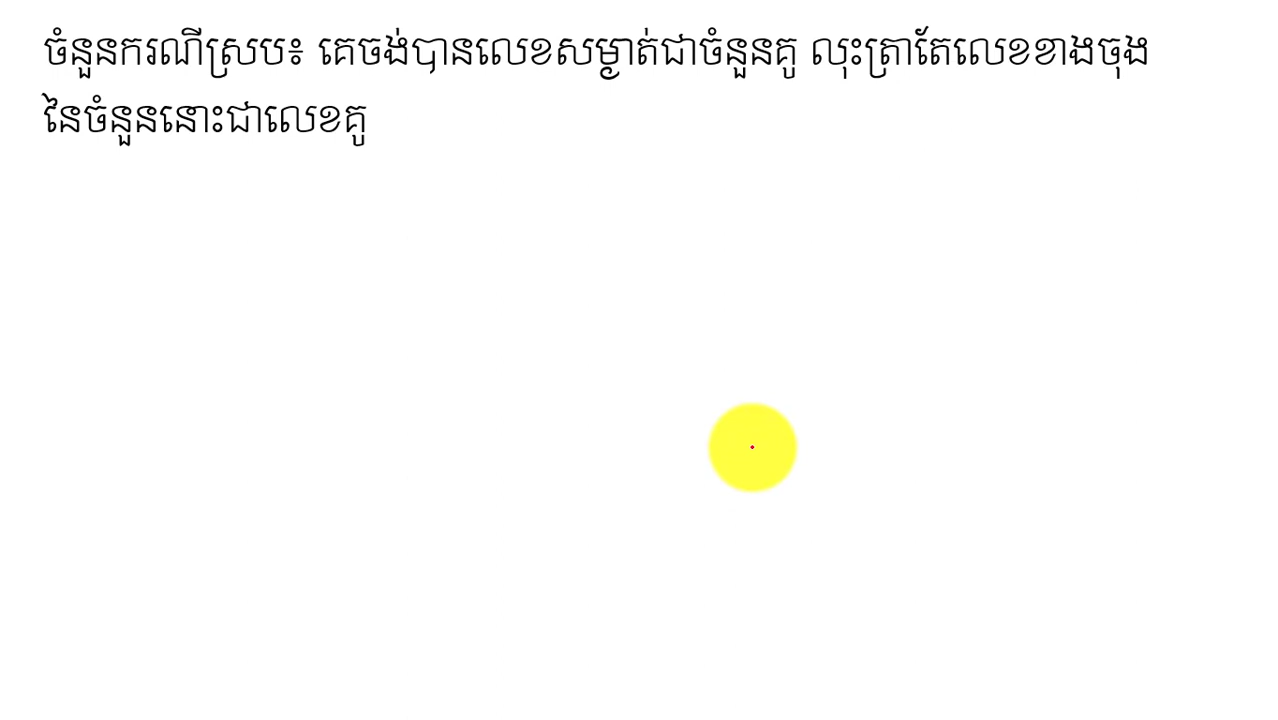 ចំនួនករណីស្រប៖ គេចង់បានលេខសម្ងាត់ជាចំនួនគូ លុះត្រាតែលេខខាងចុង
នៃចំនួននោះជាលេខគូ